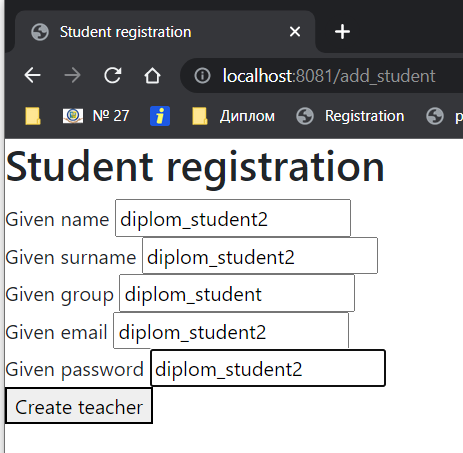 Student registration
localhost:8081/add_student
№ 27 Диплом Registration p
Student registration
Given name diplom_student2
Given surname diplom_student2
Given group diplom_student
Given email diplom_student2
Given password diplom_student2
Create teacher